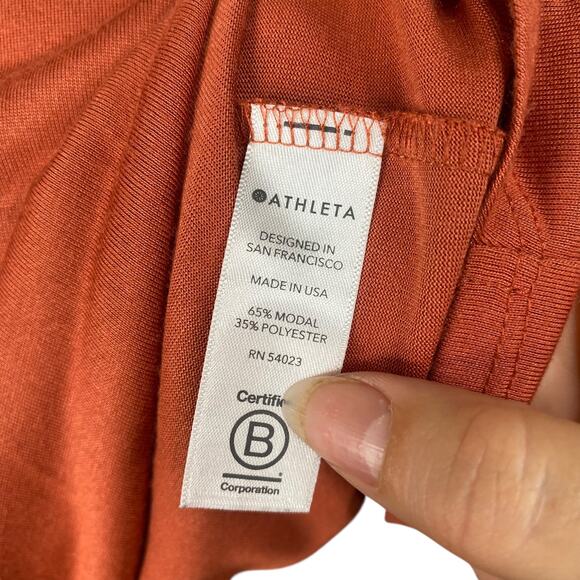 ATHLETA
DESIGNED IN
SAN FRANCISCO
MADE IN USA
65% MODAL
35% POLYESTER
RN 54023
Certifie
B
Corporation